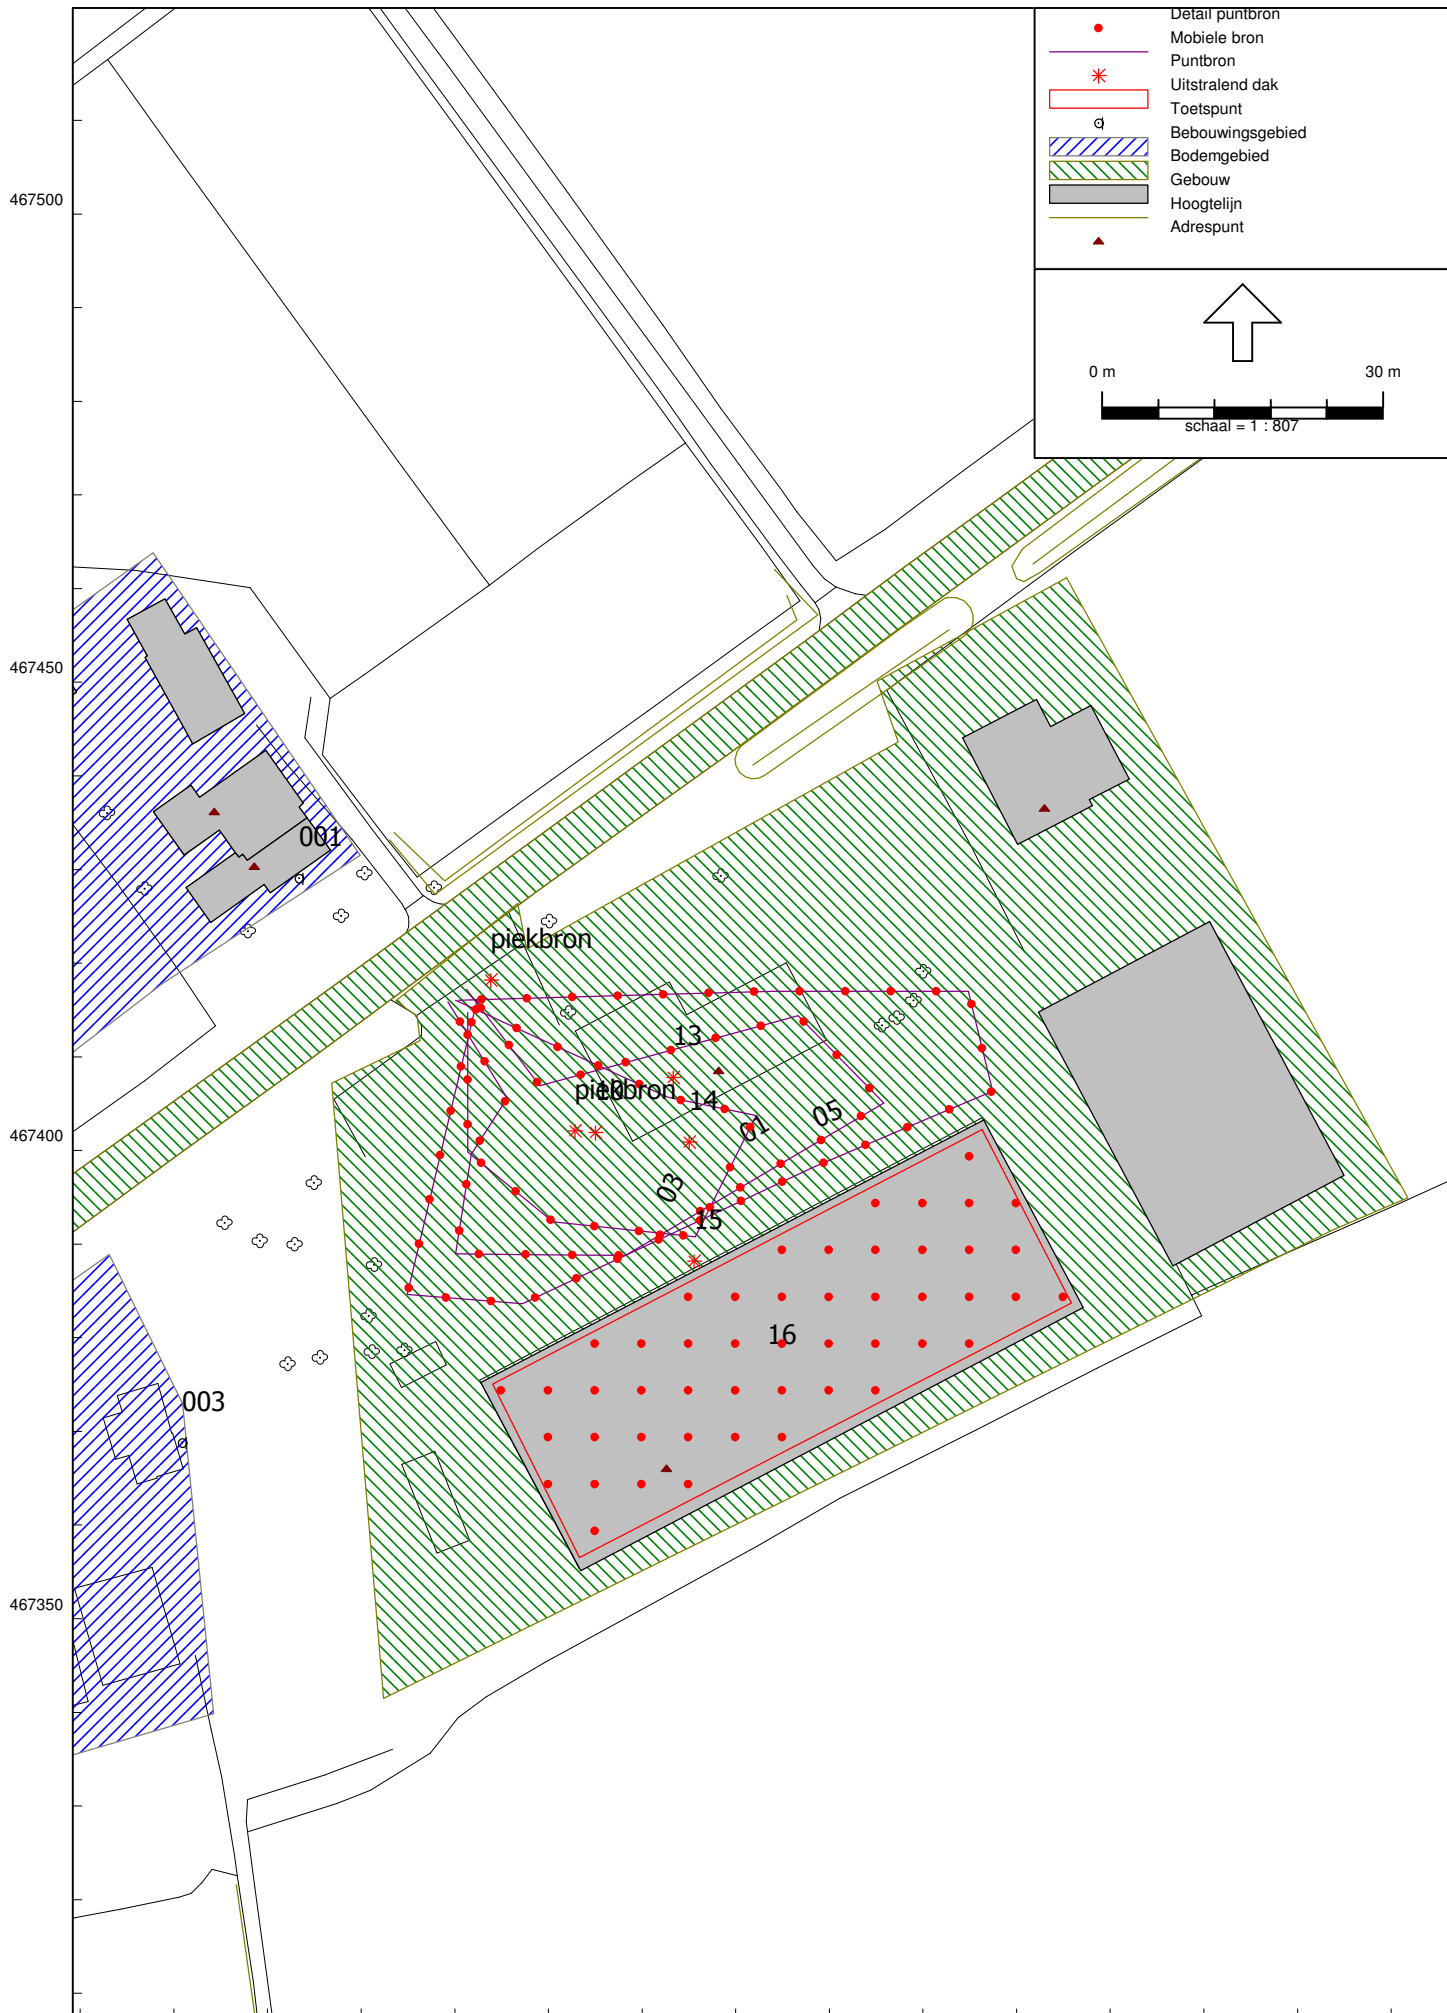 Detail puntbron
Mobiele bron
Puntbron
Uitstralend dak
Toetspunt
Bebouwingsgebied
Bodemgebied
Gebouw
Hoogtelijn
Adrespunt
0 m 30 m
schaal = 1 : 807
467500
467450
001
piekbron
13
piekbron
14
01
05
467400
03
15
16
003
467350